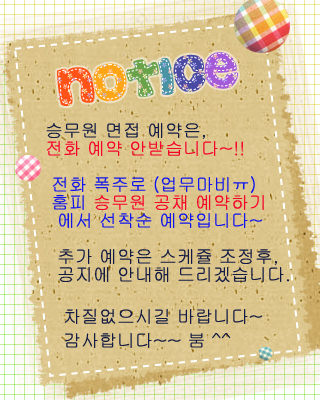 notice
승무원 면접 예약은,
전화 예약 안받습니다~!!
전화 폭주로 (업무마비ㅠ)
홈피 승무원 공채 예약하기
에서 선착순 예약입니다~
추가 예약은 스케쥴 조정후,
공지에 안내해 드리겠습니다.
차질없으시길 바랍니다~
감사합니다~~ 붐 ^^